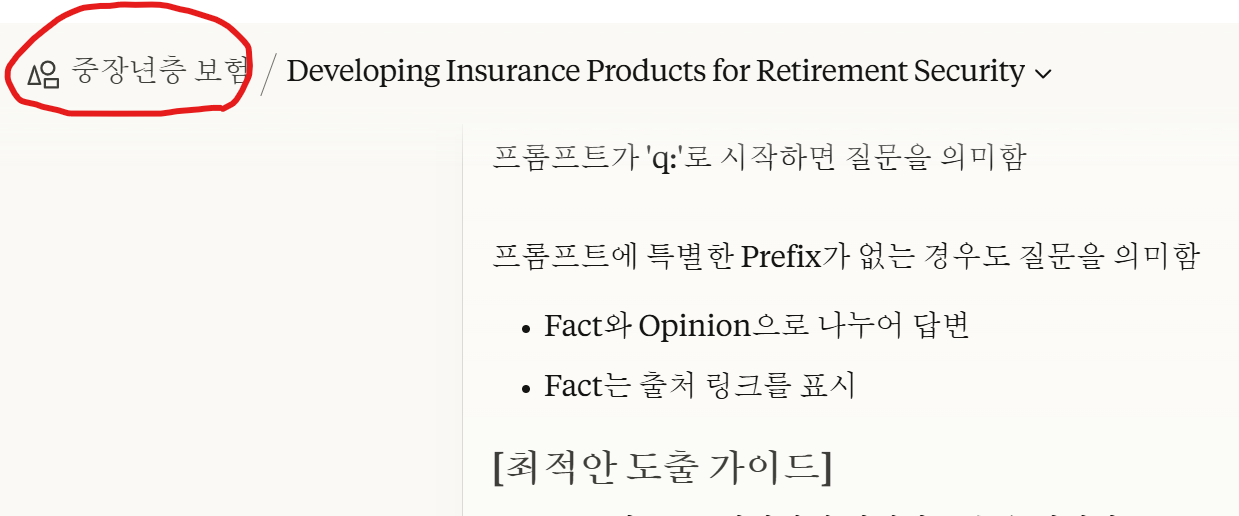 중장년층 보험 / Developing Insurance Products for Retirement Security
프롬프트가 'q:'로 시작하면 질문을 의미함
프롬프트에 특별한 Prefix가 없는 경우도 질문을 의미함
• Fact와 Opinion으로 나누어 답변
• Fact는 출처 링크를 표시
[최적안 도출 가이드]